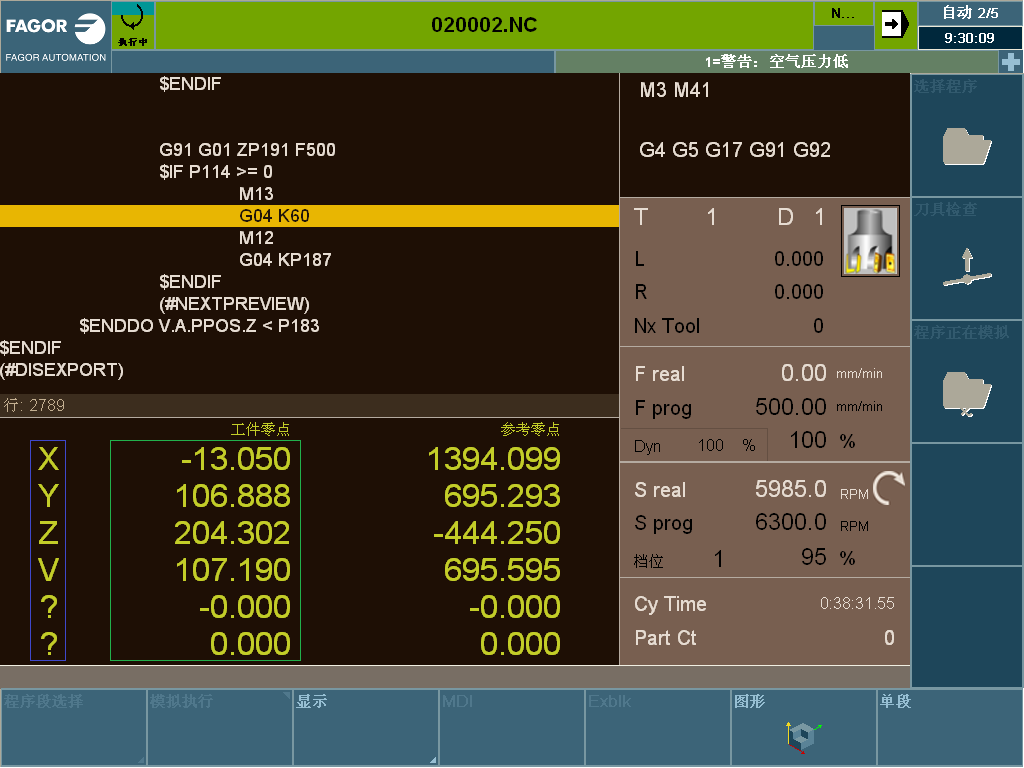 FAGOR
FAGOR AUTOMATION
执行中
020002.NC
N...
自动 2/5
9:30:09
1=警告: 空气压力低
$ENDIF
G91 G01 ZP191 F500
$IF P114 >= 0
M13
G04 K60
M12
G04 KP187
$ENDIF
(#NEXTPREVIEW)
$ENDDO V.A.PPOS.Z < P183
$ENDIF
(#DISEXPORT)
行: 2789
M3 M41
G4 G5 G17 G91 G92
T 1 D 1
L 0.000
R 0.000
Nx Tool 0
F real 0.00 mm/min
F prog 500.00 mm/min
Dyn 100 % 100 %
S real 5985.0 RPM
S prog 6300.0 RPM
档位 1 95 %
Cy Time 0:38:31.55
Part Ct 0
工件零点 参考零点
X -13.050 1394.099
Y 106.888 695.293
Z 204.302 -444.250
V 107.190 695.595
? -0.000 -0.000
? 0.000 0.000
选择程序
刀具检查
程序正在模拟
程序段选择
模拟执行
显示
MDI
Exblk
图形
单段